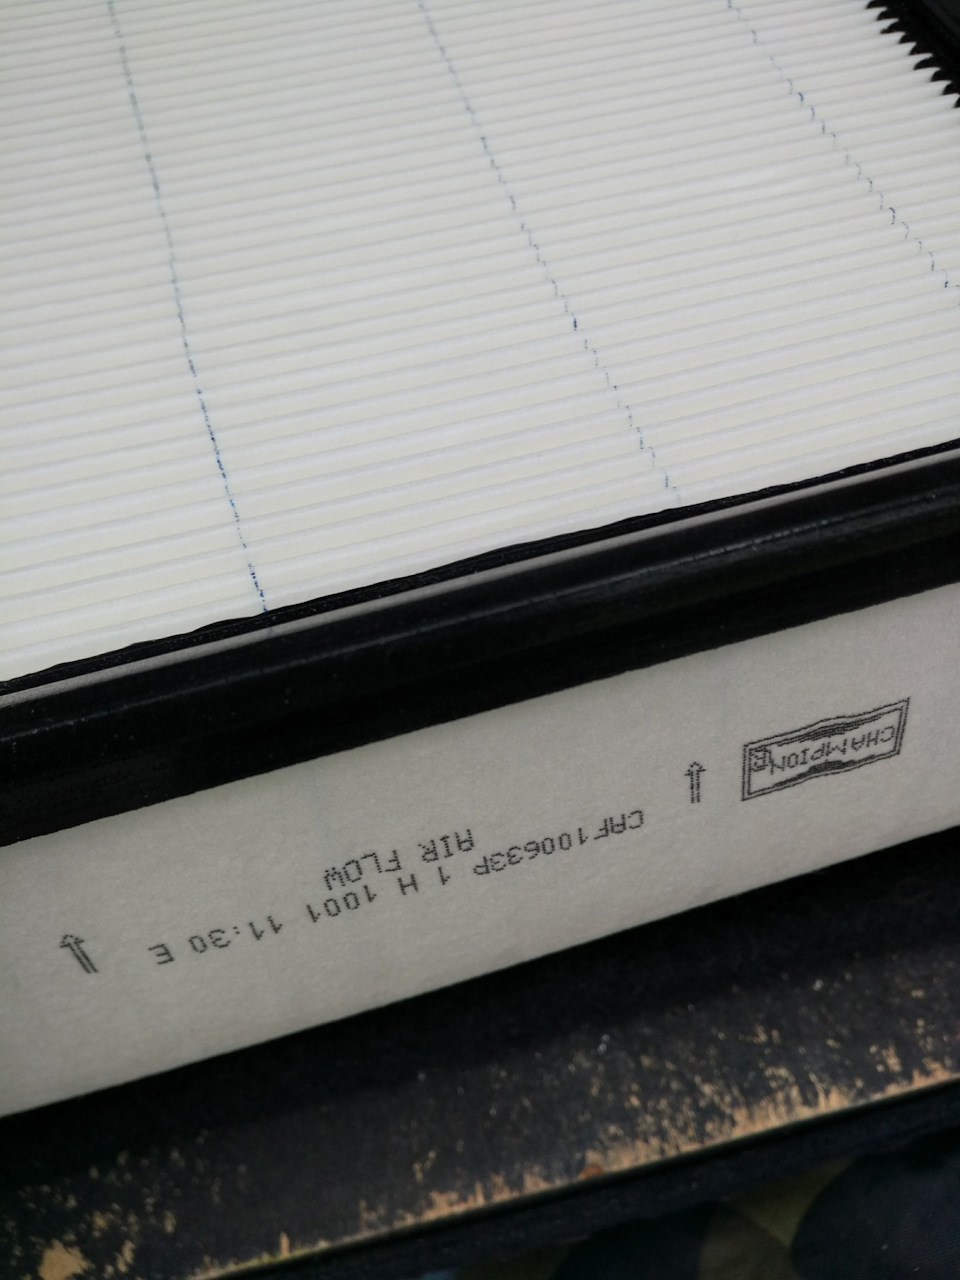 CHAMPION
CAF100633P 1 H 1001 11:30 E
AIR FLOW